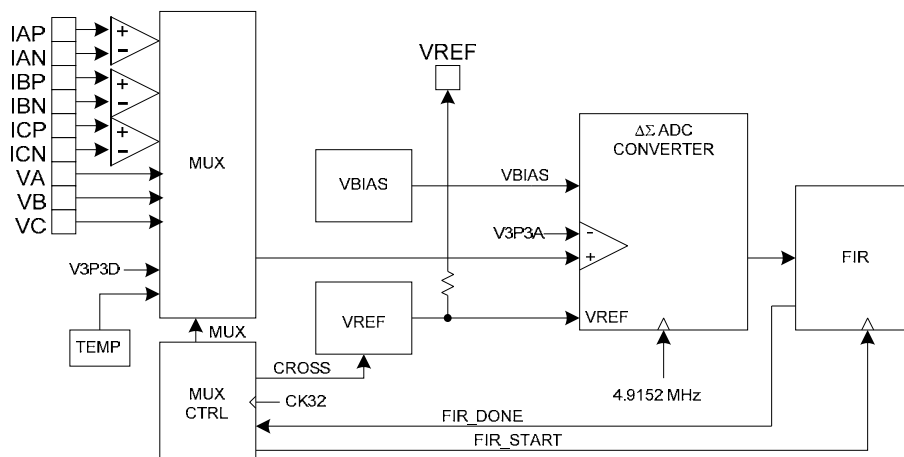 IAP
IAN
IBP
IBN
ICP
ICN
VA
VB
VC
+
−
+
−
+
−
MUX
V3P3D
TEMP
MUX
MUX
CTRL
CROSS
CK32
VREF
VBIAS
VREF
VBIAS
V3P3A
-
+
VREF
ΔΣ ADC
CONVERTER
4.9152 MHz
FIR
FIR_DONE
FIR_START